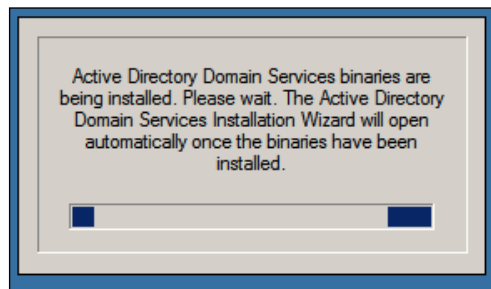 Active Directory Domain Services binaries are
being installed. Please wait. The Active Directory
Domain Services Installation Wizard will open
automatically once the binaries have been
installed.